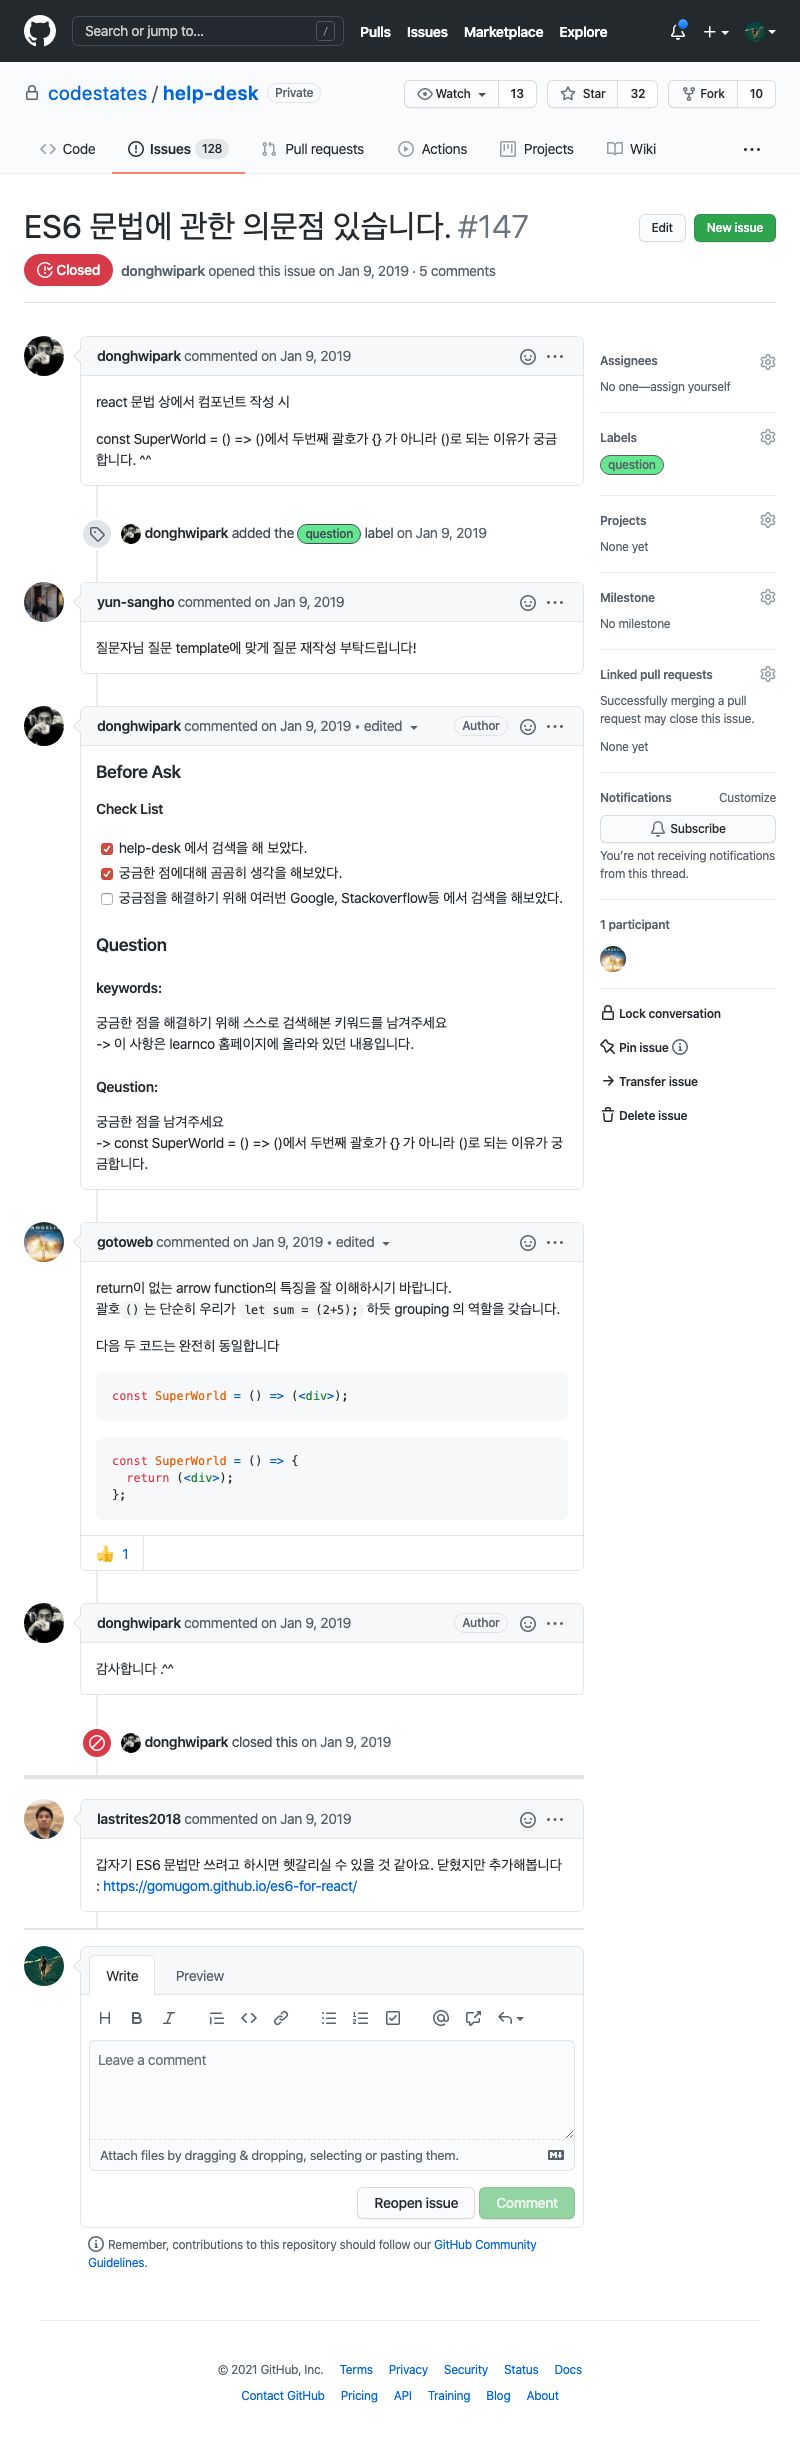 Search or jump to...
/
Pulls Issues Marketplace Explore
codestates / help-desk Private
Watch 13 Star 32 Fork 10
Code Issues 128 Pull requests Actions Projects Wiki
ES6 문법에 관한 의문점 있습니다. #147
Edit New issue
Closed donghwipark opened this issue on Jan 9, 2019 · 5 comments
donghwipark commented on Jan 9, 2019
react 문법 상에서 컴포넌트 작성 시
const SuperWorld = () => ()에서 두번째 괄호가 {} 가 아니라 ()로 되는 이유가 궁금
합니다. ^^
donghwipark added the question label on Jan 9, 2019
yun-sangho commented on Jan 9, 2019
질문자님 질문 template에 맞게 질문 재작성 부탁드립니다!
donghwipark commented on Jan 9, 2019 • edited Author
Before Ask
Check List
help-desk 에서 검색을 해 보았다.
궁금한 점에대해 곰곰히 생각을 해보았다.
궁금점을 해결하기 위해 여러번 Google, Stackoverflow등 에서 검색을 해보았다.
Question
keywords:
궁금한 점을 해결하기 위해 스스로 검색해본 키워드를 남겨주세요
-> 이 사항은 learnco 홈페이지에 올라와 있던 내용입니다.
Qeustion:
궁금한 점을 남겨주세요
-> const SuperWorld = () => ()에서 두번째 괄호가 {} 가 아니라 ()로 되는 이유가 궁
금합니다.
gotoweb commented on Jan 9, 2019 • edited
return이 없는 arrow function의 특징을 잘 이해하시기 바랍니다.
괄호 () 는 단순히 우리가 let sum = (2+5); 하듯 grouping 의 역할을 갖습니다.
다음 두 코드는 완전히 동일합니다
const SuperWorld = () => (<div>);
const SuperWorld = () => {
return (<div>);
};
👍 1
donghwipark commented on Jan 9, 2019 Author
감사합니다 .^^
donghwipark closed this on Jan 9, 2019
lastrites2018 commented on Jan 9, 2019
갑자기 ES6 문법만 쓰려고 하시면 헷갈리실 수 있을 것 같아요. 닫혔지만 추가해봅니다
: https://gomugom.github.io/es6-for-react/
Write Preview
Leave a comment
Attach files by dragging & dropping, selecting or pasting them.
Reopen issue Comment
Remember, contributions to this repository should follow our GitHub Community
Guidelines.
Assignees
No one—assign yourself
Labels
question
Projects
None yet
Milestone
No milestone
Linked pull requests
Successfully merging a pull
request may close this issue.
None yet
Notifications Customize
Subscribe
You're not receiving notifications
from this thread.
1 participant
Lock conversation
Pin issue
Transfer issue
Delete issue
© 2021 GitHub, Inc. Terms Privacy Security Status Docs
Contact GitHub Pricing API Training Blog About